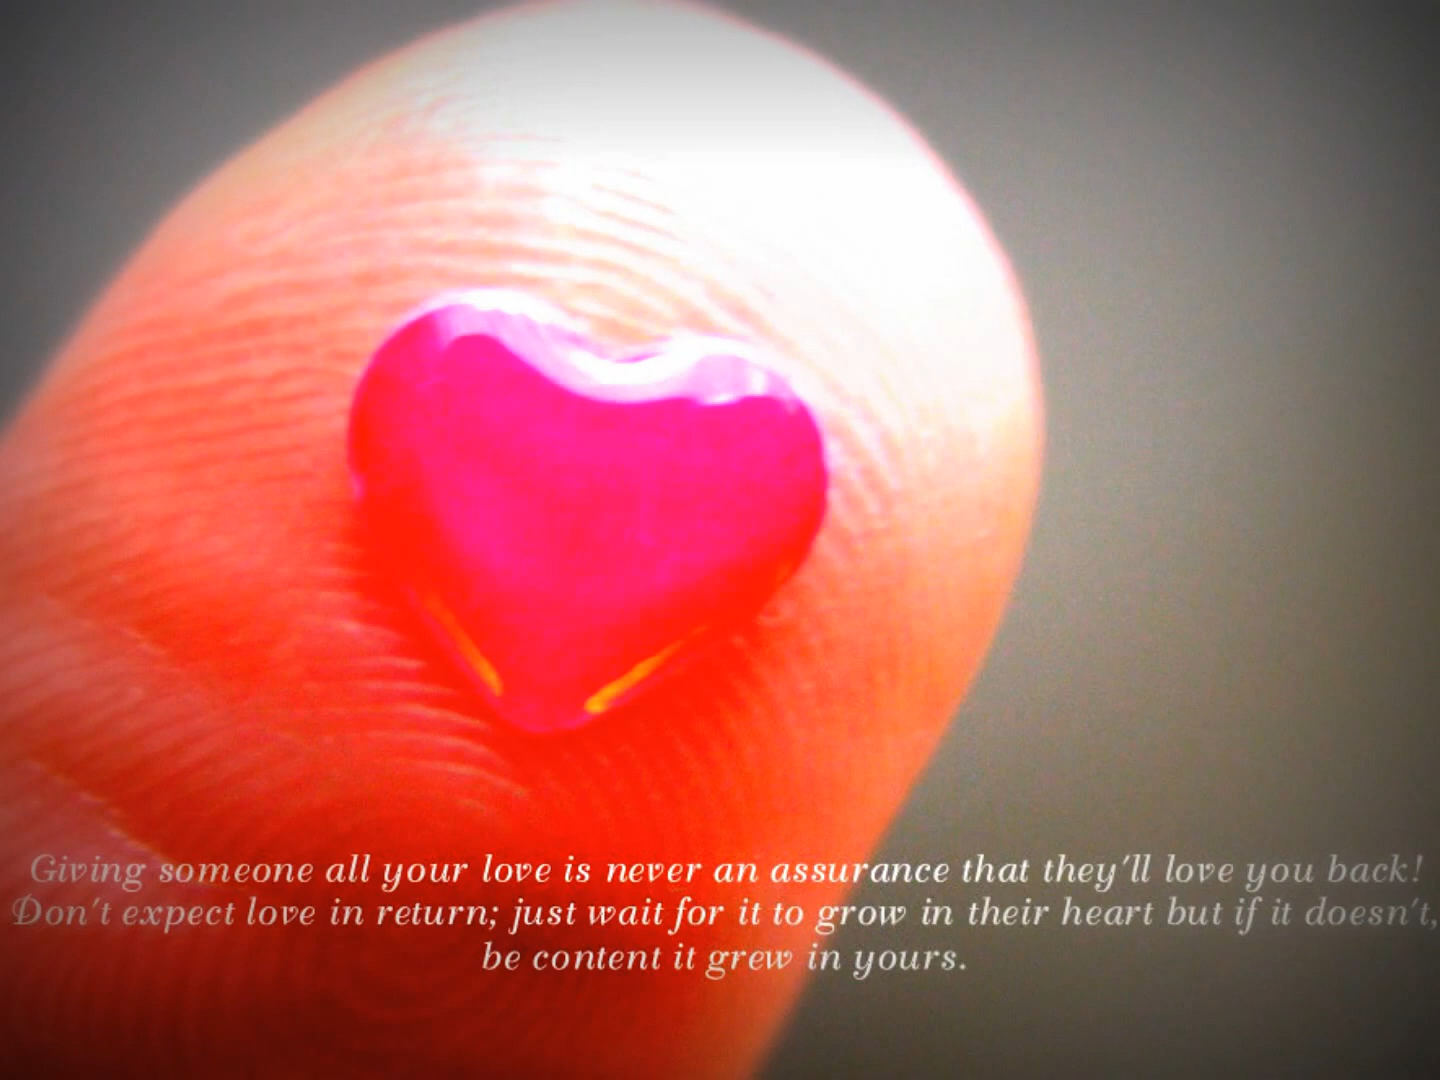 Giving someone all your love is never an assurance that they'll love you back!
Don't expect love in return; just wait for it to grow in their heart but if it doesn't,
be content it grew in yours.